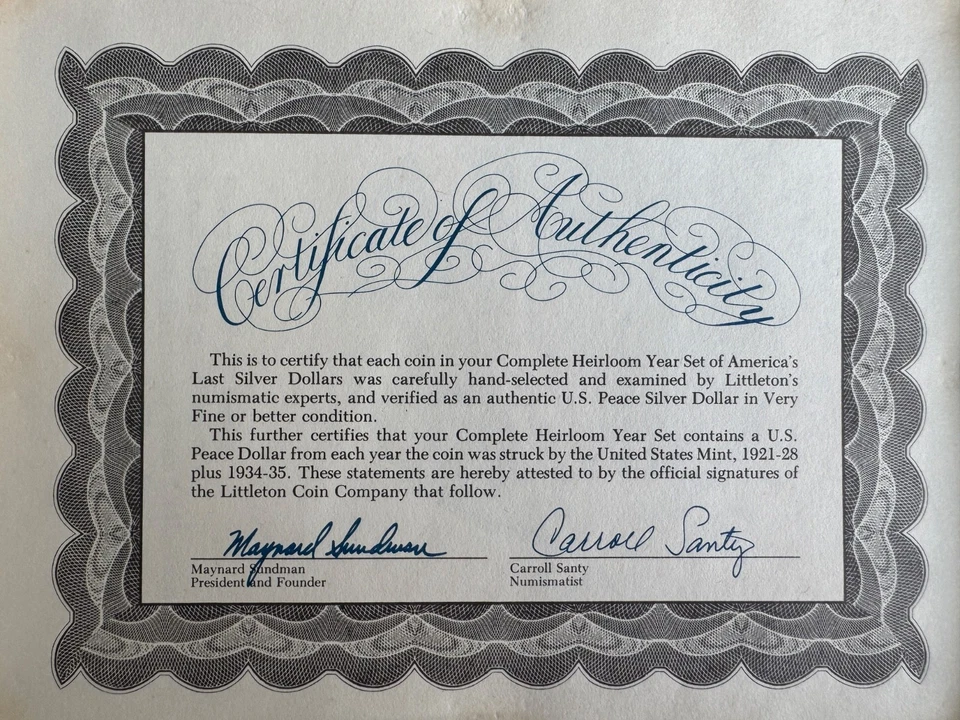 Certificate of Authenticity
This is to certify that each coin in your Complete Heirloom Year Set of America's
Last Silver Dollars was carefully hand-selected and examined by Littleton's
numismatic experts, and verified as an authentic U.S. Peace Silver Dollar in Very
Fine or better condition.
This further certifies that your Complete Heirloom Year Set contains a U.S.
Peace Dollar from each year the coin was struck by the United States Mint, 1921-28
plus 1934-35. These statements are hereby attested to by the official signatures of
the Littleton Coin Company that follow.
Maynard Sundman
Carroll Santy
Maynard Sundman
President and Founder
Carroll Santy
Numismatist